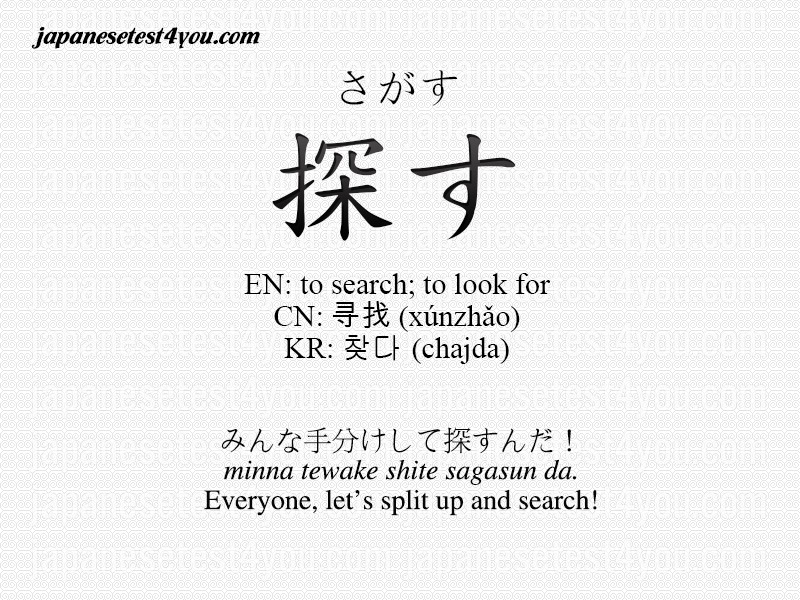 japanesetest4you.com
さがす
探す
EN: to search; to look for
CN: 寻找 (xúnzhǎo)
KR: 찾다 (chajda)
みんな手分けして探すんだ！
minna tewake shite sagasun da.
Everyone, let’s split up and search!